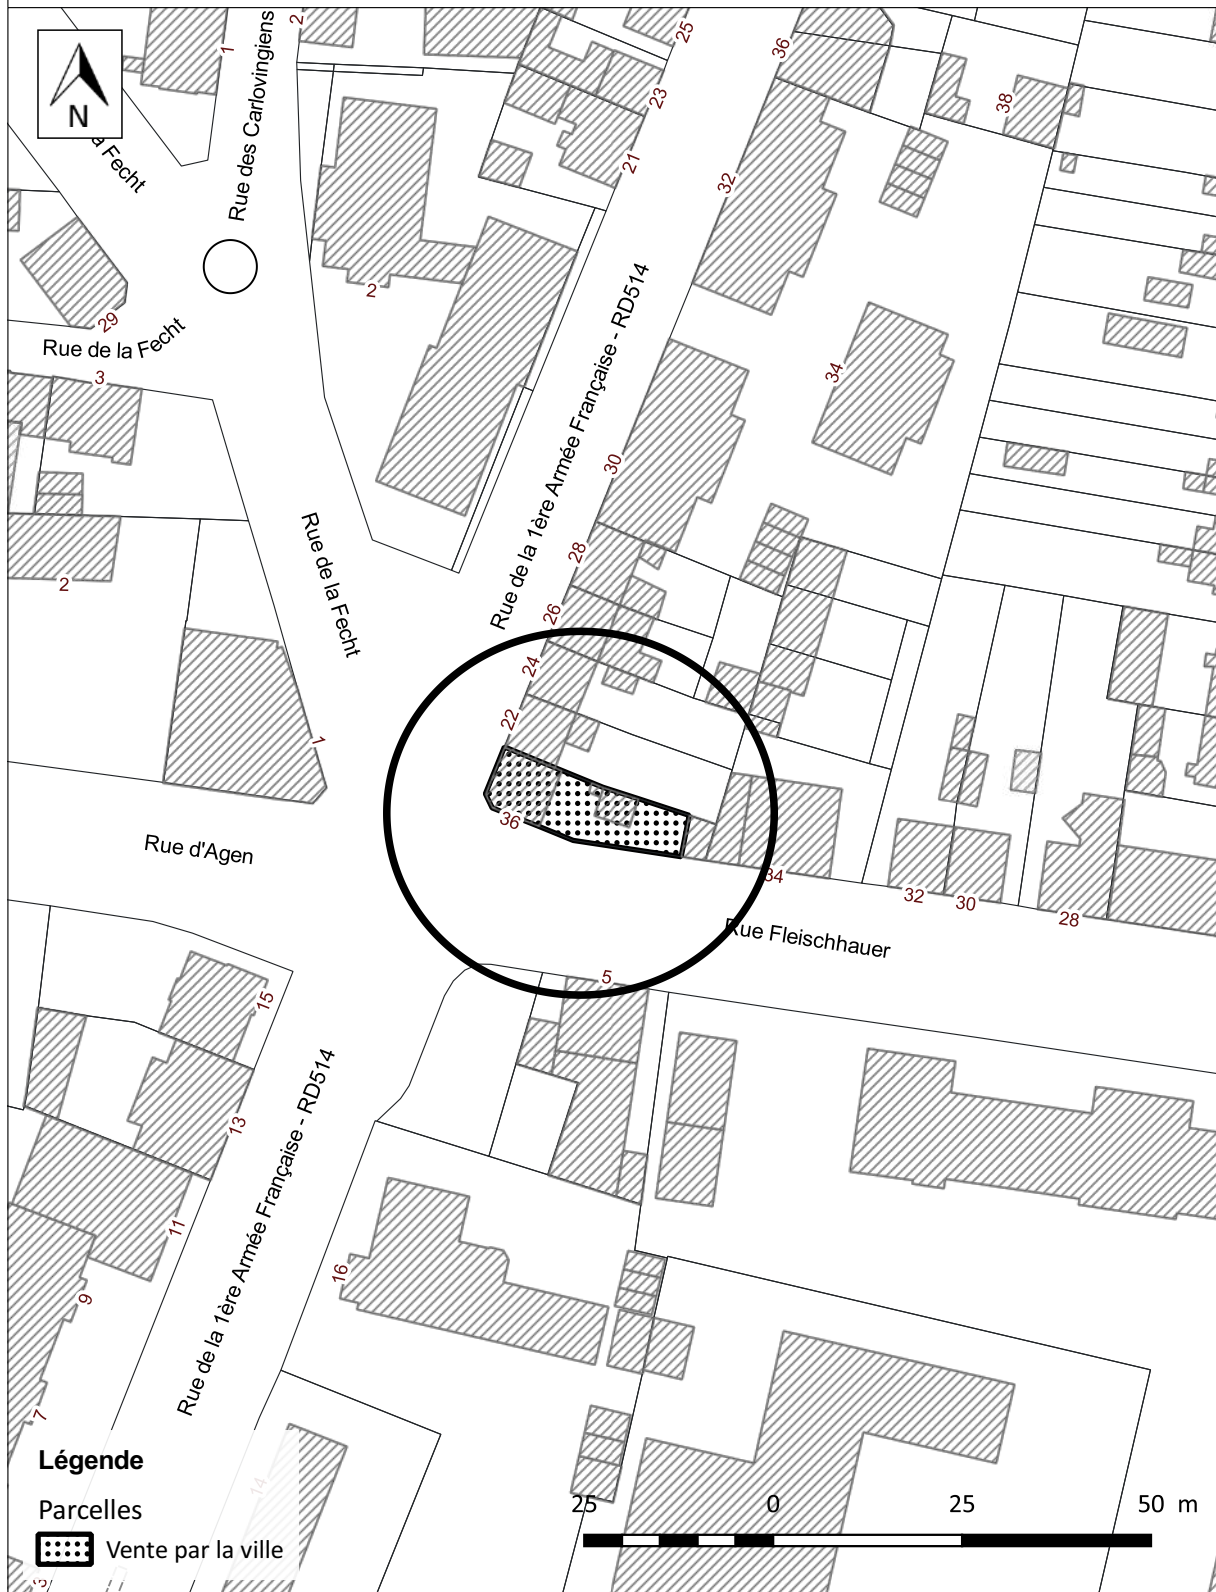 2
25
36
1
Rue des Carlovingiens
N
a Fecht
23
38
21
32
2
29
Rue de la Fecht
3
34
Rue de la 1ère Armée Française - RD514
30
28
Rue de la Fecht
2
26
24
22
1
36
Rue d'Agen
34
32
30
28
Rue Fleischhauer
5
15
13
Rue de la 1ère Armée Française - RD514
11
16
9
7
14
Légende
Parcelles
Vente par la ville
25 0 25 50 m